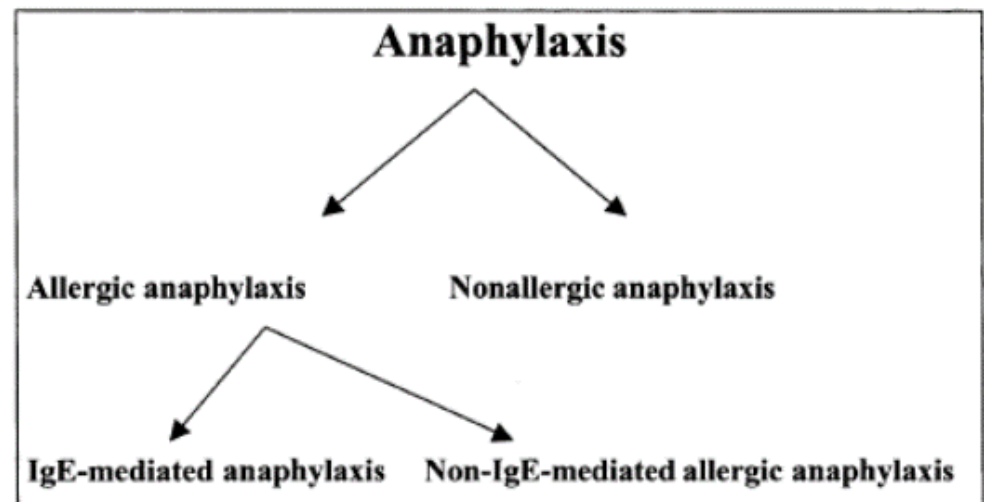 Anaphylaxis
Allergic anaphylaxis
Nonallergic anaphylaxis
IgE-mediated anaphylaxis
Non-IgE-mediated allergic anaphylaxis